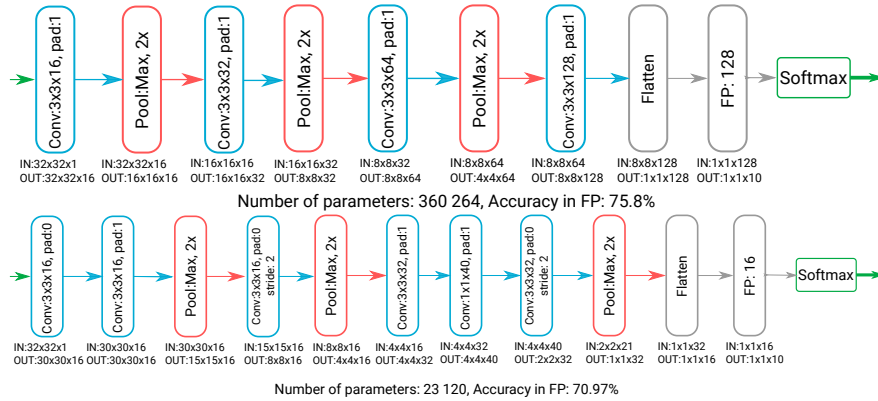 Conv:3x3x16, pad:1
Pool:Max, 2x
Conv:3x3x32, pad:1
Pool:Max, 2x
Conv:3x3x64, pad:1
Pool:Max, 2x
Conv:3x3x128, pad:1
Flatten
FP: 128
Softmax
IN:32x32x1
OUT:32x32x16
IN:32x32x16
OUT:16x16x16
IN:16x16x16
OUT:16x16x32
IN:16x16x32
OUT:8x8x32
IN:8x8x32
OUT:8x8x64
IN:8x8x64
OUT:4x4x64
IN:8x8x64
OUT:8x8x128
IN:8x8x128
OUT:1x1x128
IN:1x1x128
OUT:1x1x10
Number of parameters: 360 264, Accuracy in FP: 75.8%
Conv:3x3x16, pad:0
Conv:3x3x16, pad:1
Pool:Max, 2x
Conv:3x3x16, pad:0
stride: 2
Pool:Max, 2x
Conv:3x3x32, pad:1
Conv:1x1x40, pad:1
Conv:3x3x32, pad:0
stride: 2
Pool:Max, 2x
Flatten
FP: 16
Softmax
IN:32x32x1
OUT:30x30x16
IN:30x30x16
OUT:30x30x16
IN:30x30x16
OUT:15x15x16
IN:15x15x16
OUT:8x8x16
IN:8x8x16
OUT:4x4x16
IN:4x4x16
OUT:4x4x32
IN:4x4x32
OUT:4x4x40
IN:4x4x40
OUT:2x2x32
IN:2x2x21
OUT:1x1x32
IN:1x1x32
OUT:1x1x16
IN:1x1x16
OUT:1x1x10
Number of parameters: 23 120, Accuracy in FP: 70.97%